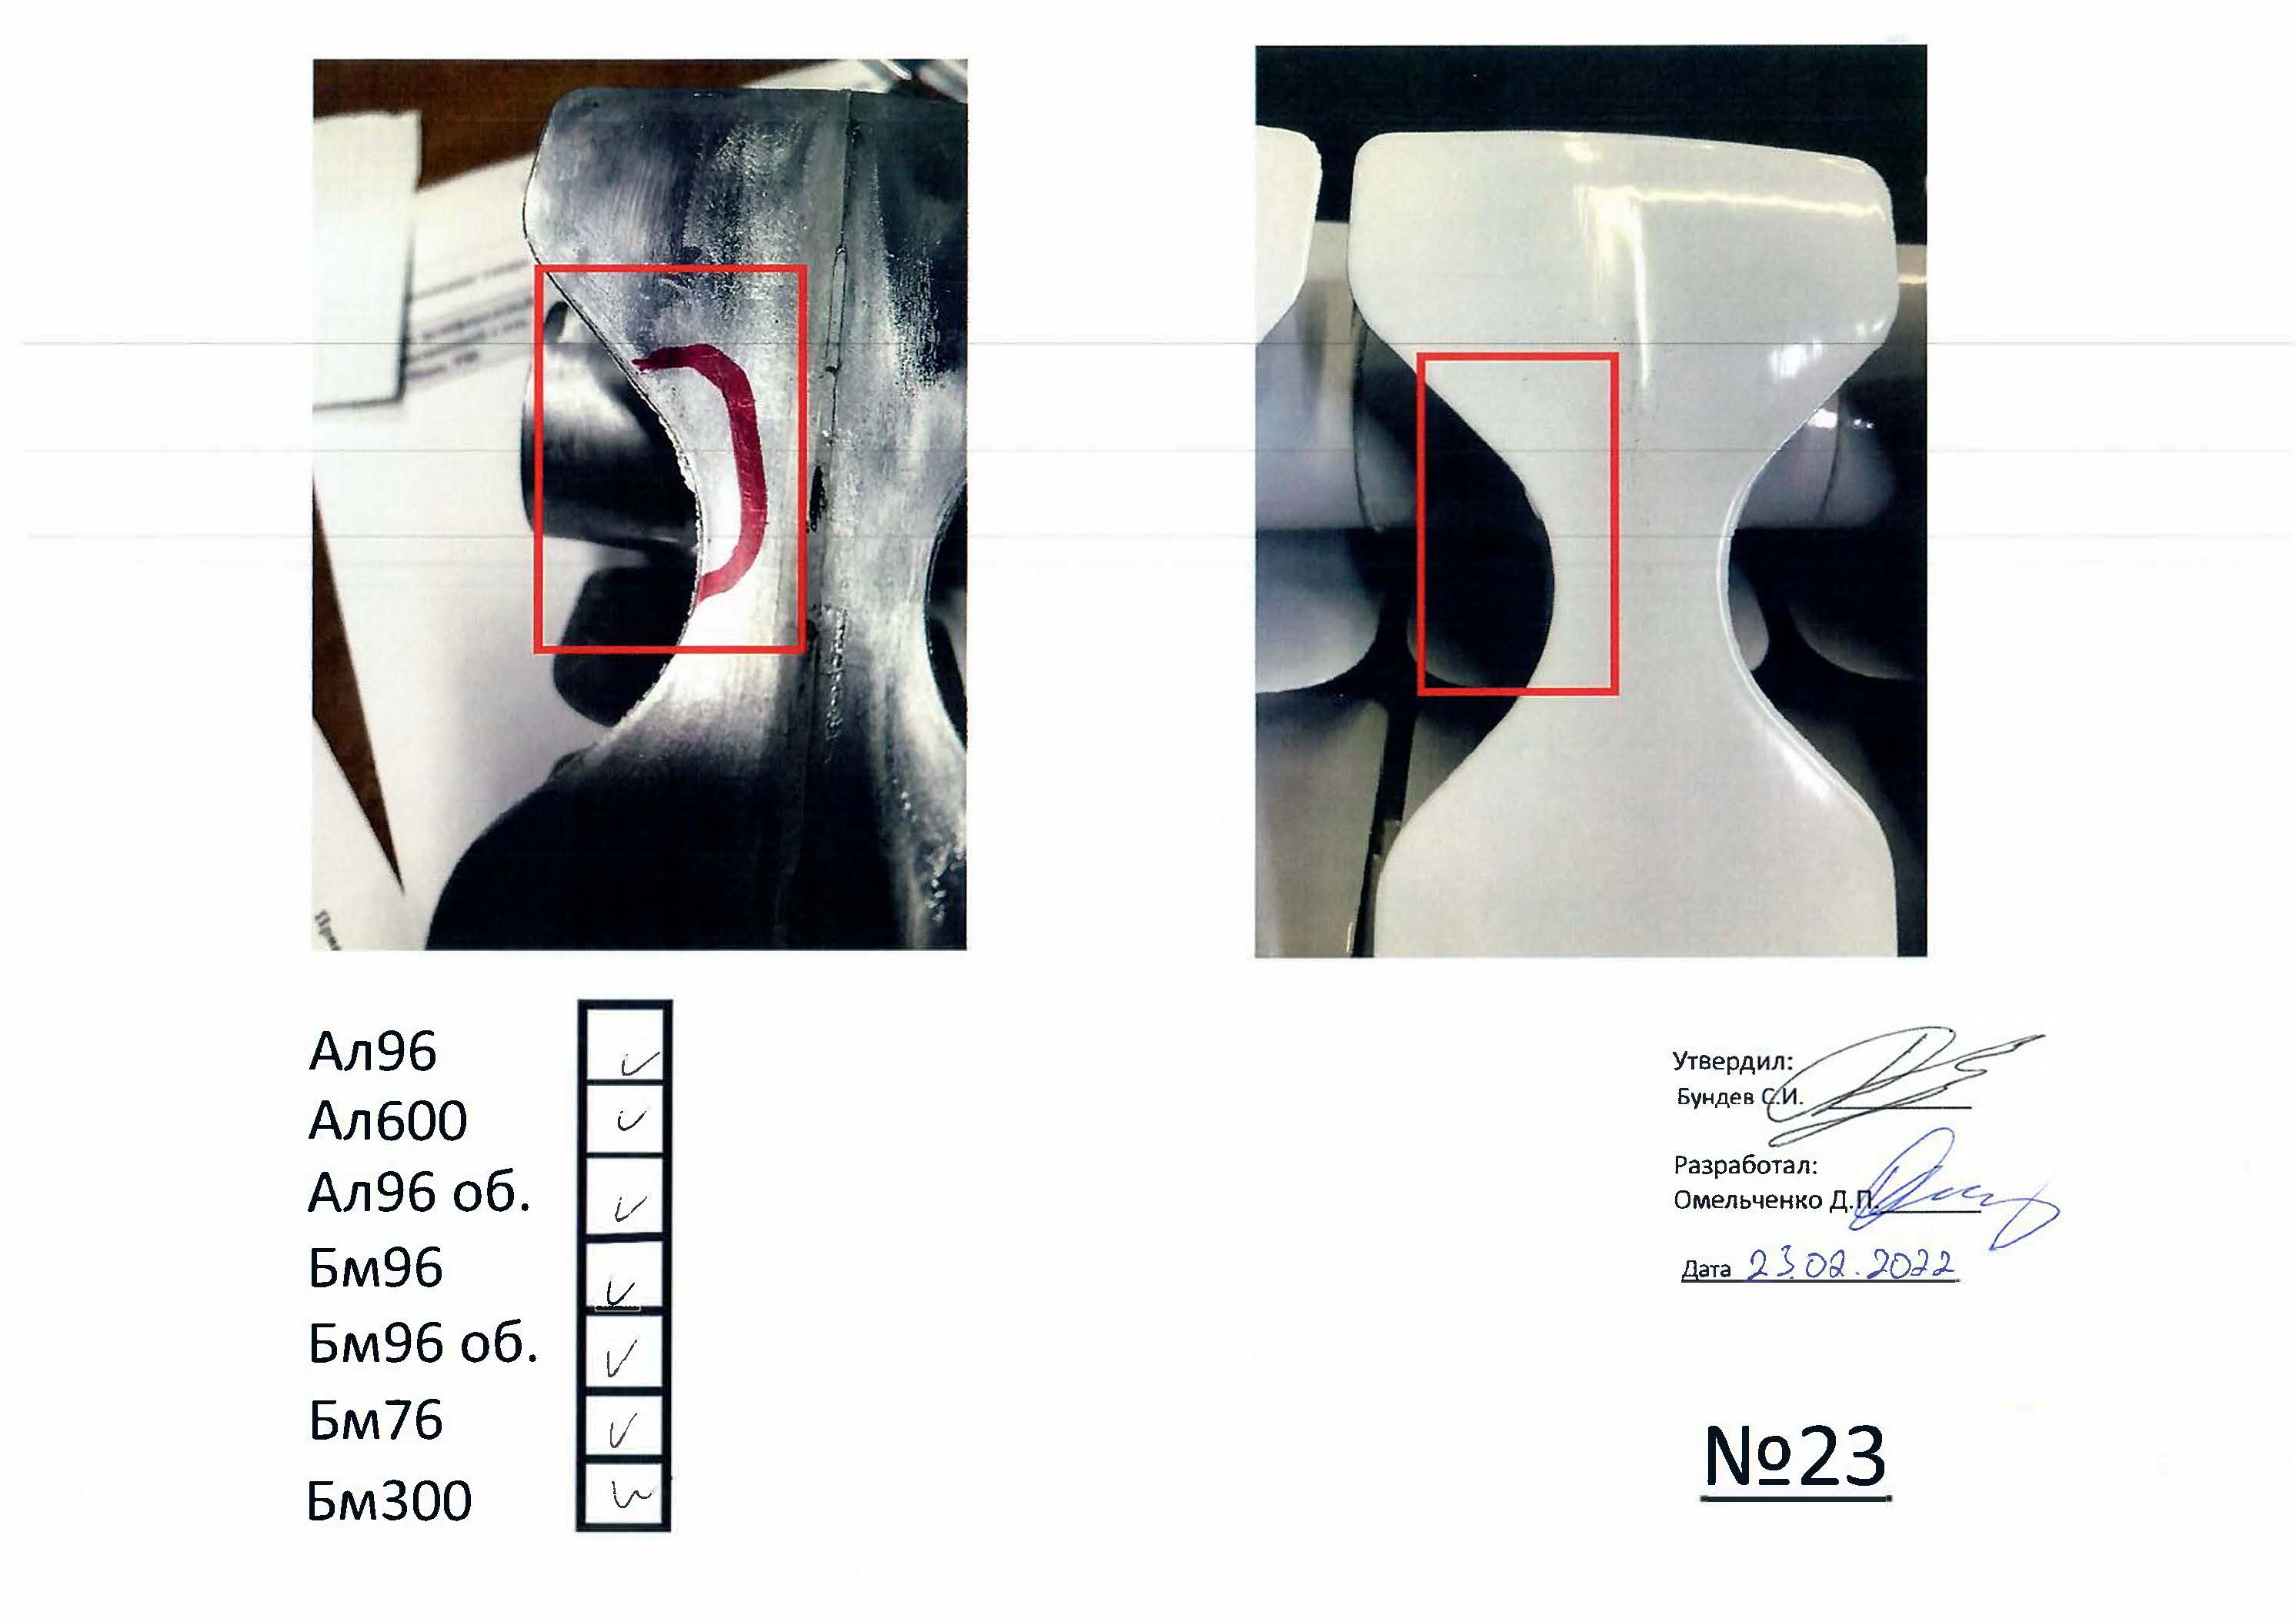 Ал96
Ал600
Ал96 об.
Бм96
Бм96 об.
Бм76
Бм300
Утвердил:
Бундев С.И.
Разработал:
Омельченко Д.П.
Дата 23.02.2022
№23